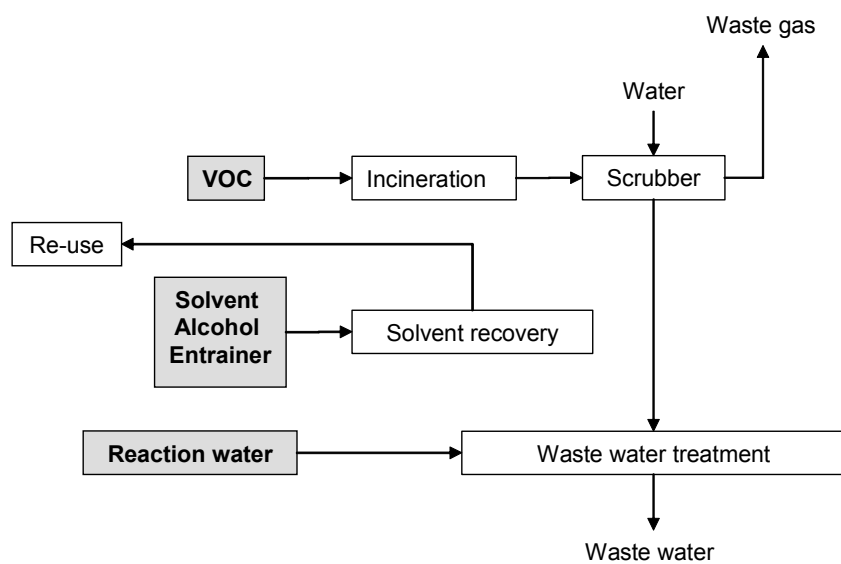 Waste gas
Water
VOC
Incineration
Scrubber
Re-use
Solvent
Alcohol
Entrainer
Solvent recovery
Reaction water
Waste water treatment
Waste water